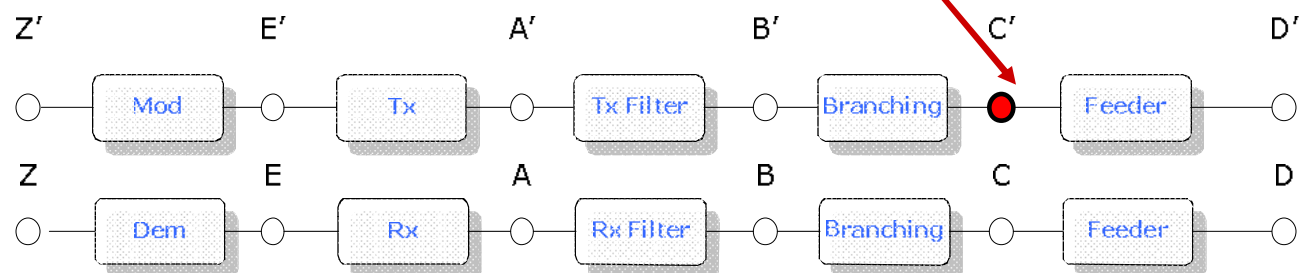 Z′ E′ A′ B′ C′ D′
Mod Tx Tx Filter Branching Feeder
Z E A B C D
Dem Rx Rx Filter Branching Feeder